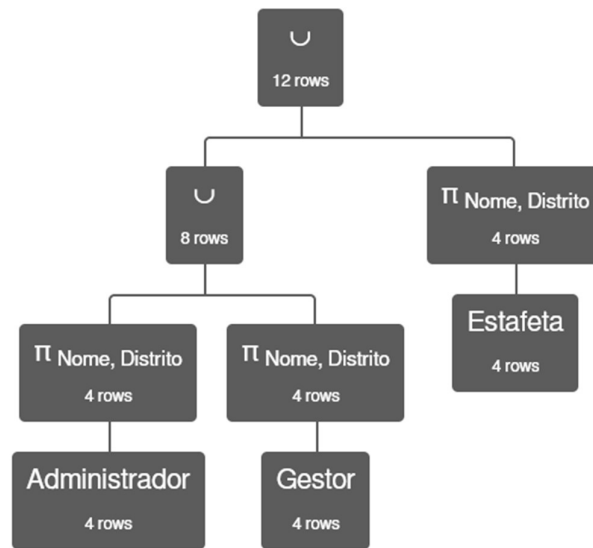 ∪
12 rows
∪
8 rows
π Nome, Distrito
4 rows
π Nome, Distrito
4 rows
π Nome, Distrito
4 rows
Estafeta
4 rows
Administrador
4 rows
Gestor
4 rows